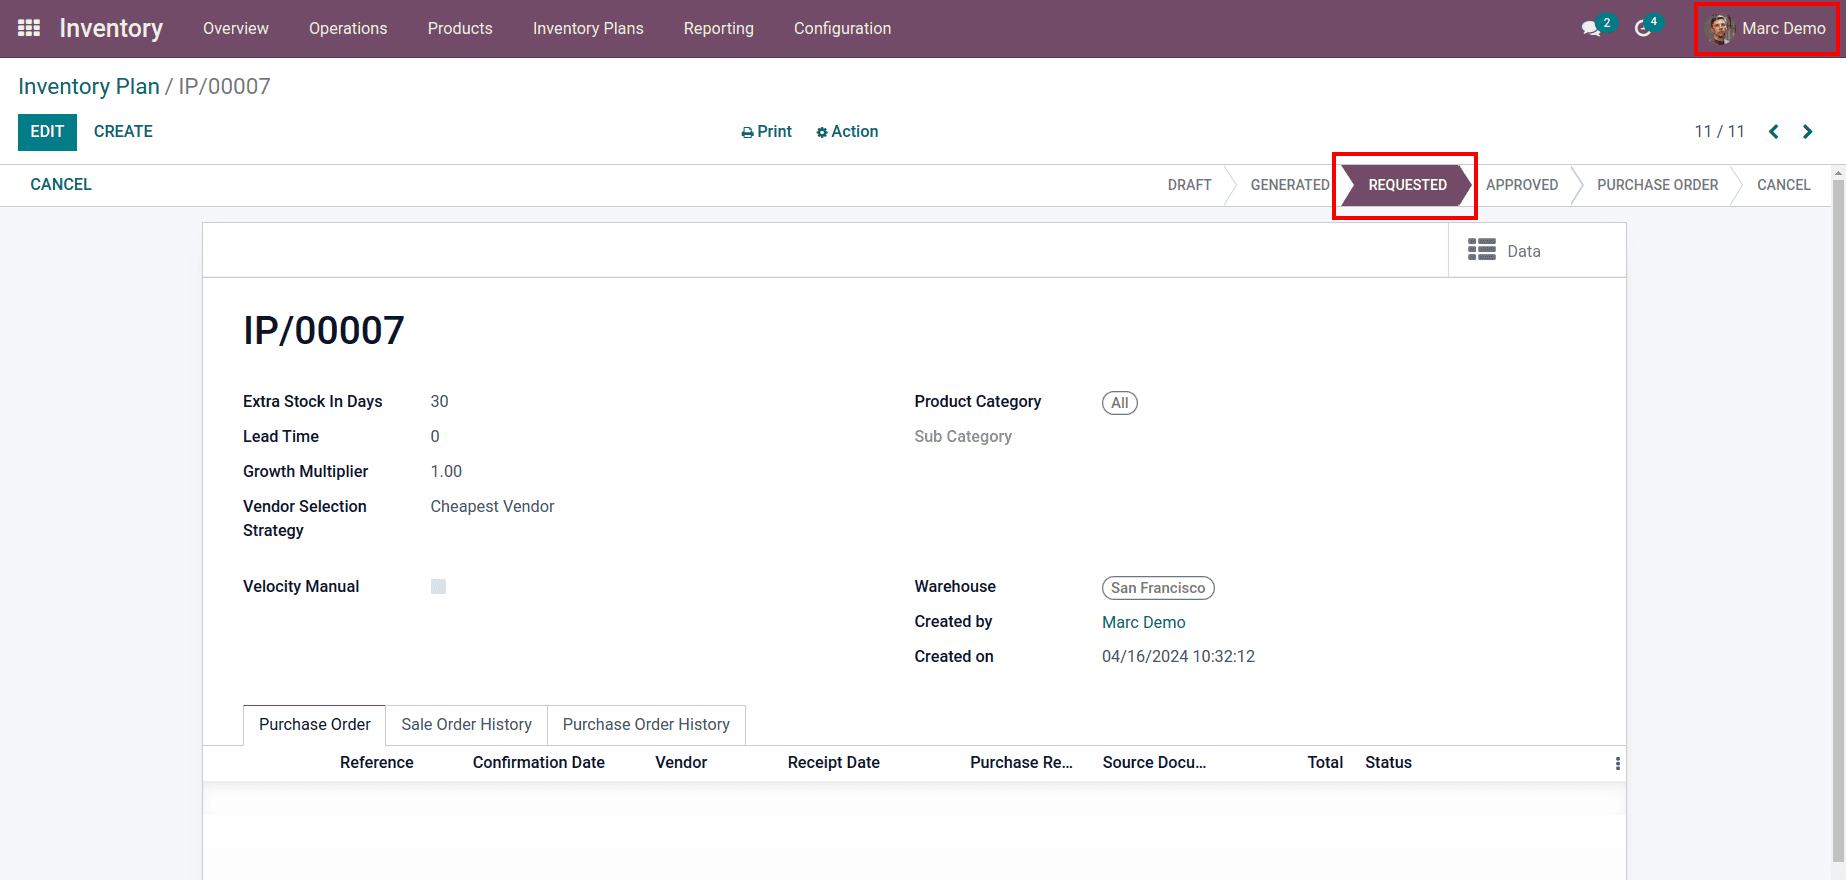 Inventory Overview Operations Products Inventory Plans Reporting Configuration 2 4 Marc Demo
Inventory Plan / IP/00007
EDIT CREATE Print Action 11 / 11
CANCEL DRAFT GENERATED REQUESTED APPROVED PURCHASE ORDER CANCEL
Data
IP/00007
Extra Stock In Days 30 Product Category All
Lead Time 0 Sub Category
Growth Multiplier 1.00
Vendor Selection Strategy Cheapest Vendor
Velocity Manual Warehouse San Francisco
Created by Marc Demo
Created on 04/16/2024 10:32:12
Purchase Order Sale Order History Purchase Order History
Reference Confirmation Date Vendor Receipt Date Purchase Re... Source Docu... Total Status